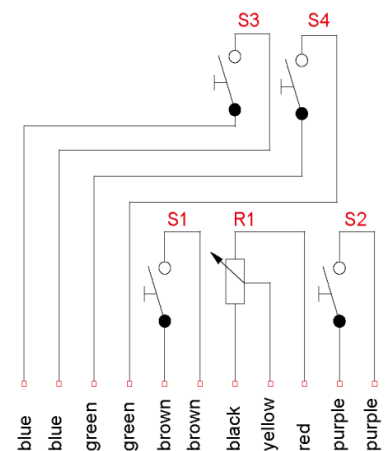 S3 S4
S1 R1 S2
blue
blue
green
green
brown
brown
black
yellow
red
purple
purple